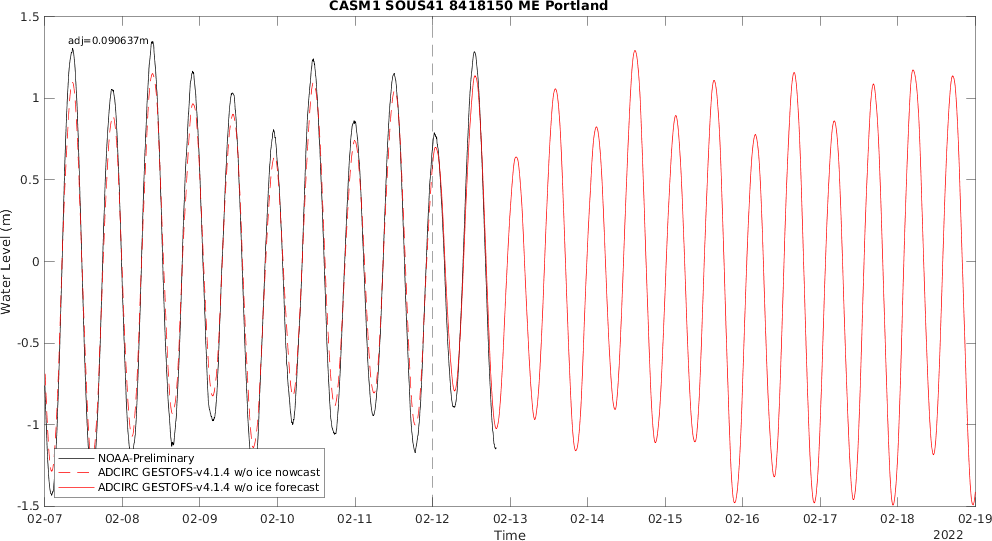 CASM1 SOUS41 8418150 ME Portland
adj=0.090637m
1.5
1
0.5
0
-0.5
-1
-1.5
Water Level (m)
NOAA-Preliminary
ADCIRC GESTOFS-v4.1.4 w/o ice nowcast
ADCIRC GESTOFS-v4.1.4 w/o ice forecast
02-07 02-08 02-09 02-10 02-11 02-12 02-13 02-14 02-15 02-16 02-17 02-18 02-19
Time
2022